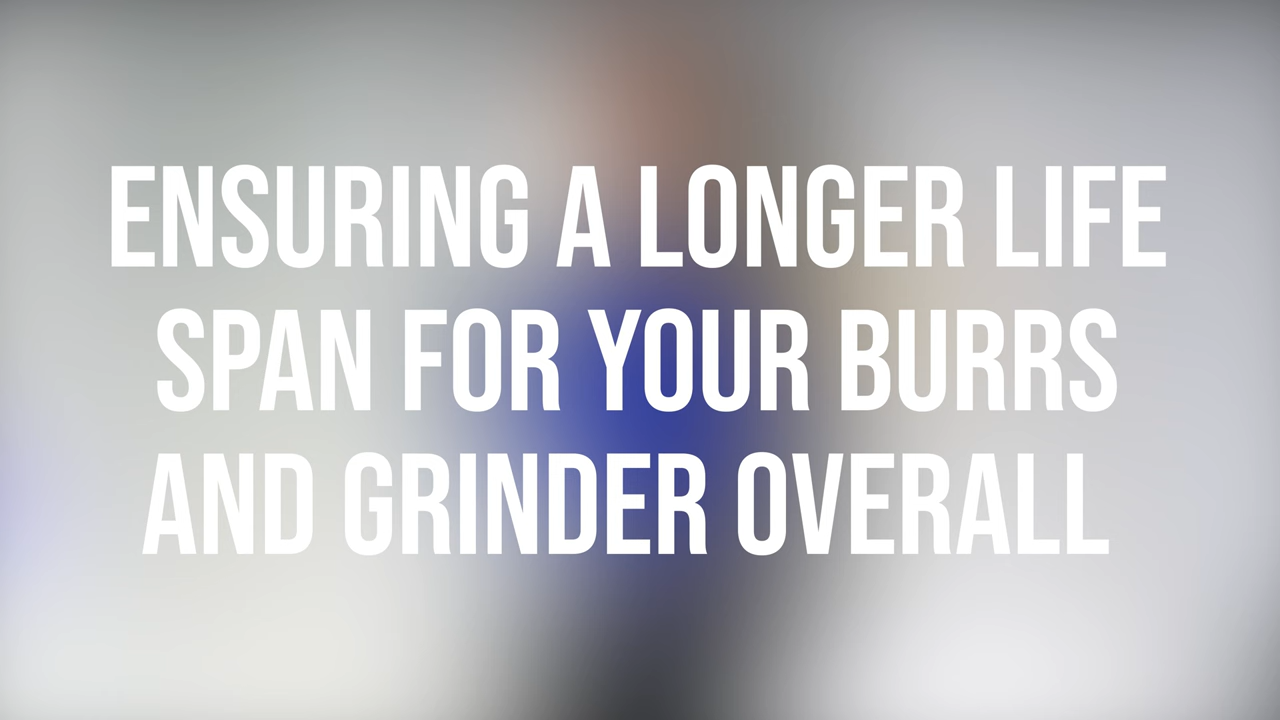 ENSURING A LONGER LIFE
SPAN FOR YOUR BURRS
AND GRINDER OVERALL